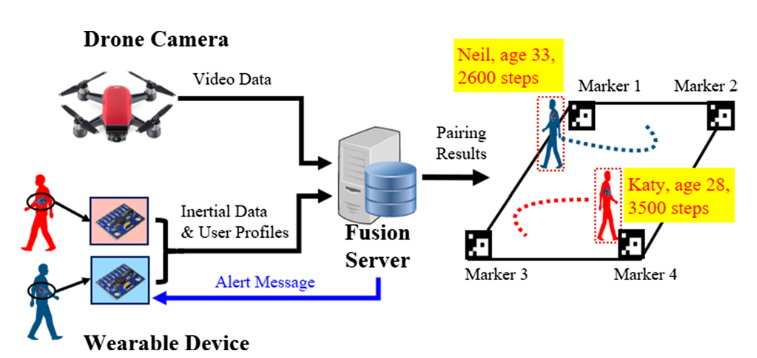 Drone Camera
Video Data
Inertial Data
& User Profiles
Alert Message
Wearable Device
Fusion
Server
Pairing
Results
Neil, age 33,
2600 steps
Marker 1
Marker 2
Katy, age 28,
3500 steps
Marker 3
Marker 4